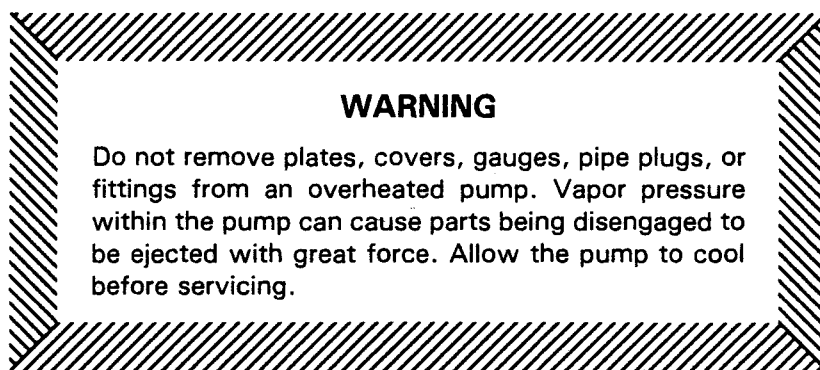 WARNING
Do not remove plates, covers, gauges, pipe plugs, or
fittings from an overheated pump. Vapor pressure
within the pump can cause parts being disengaged to
be ejected with great force. Allow the pump to cool
before servicing.